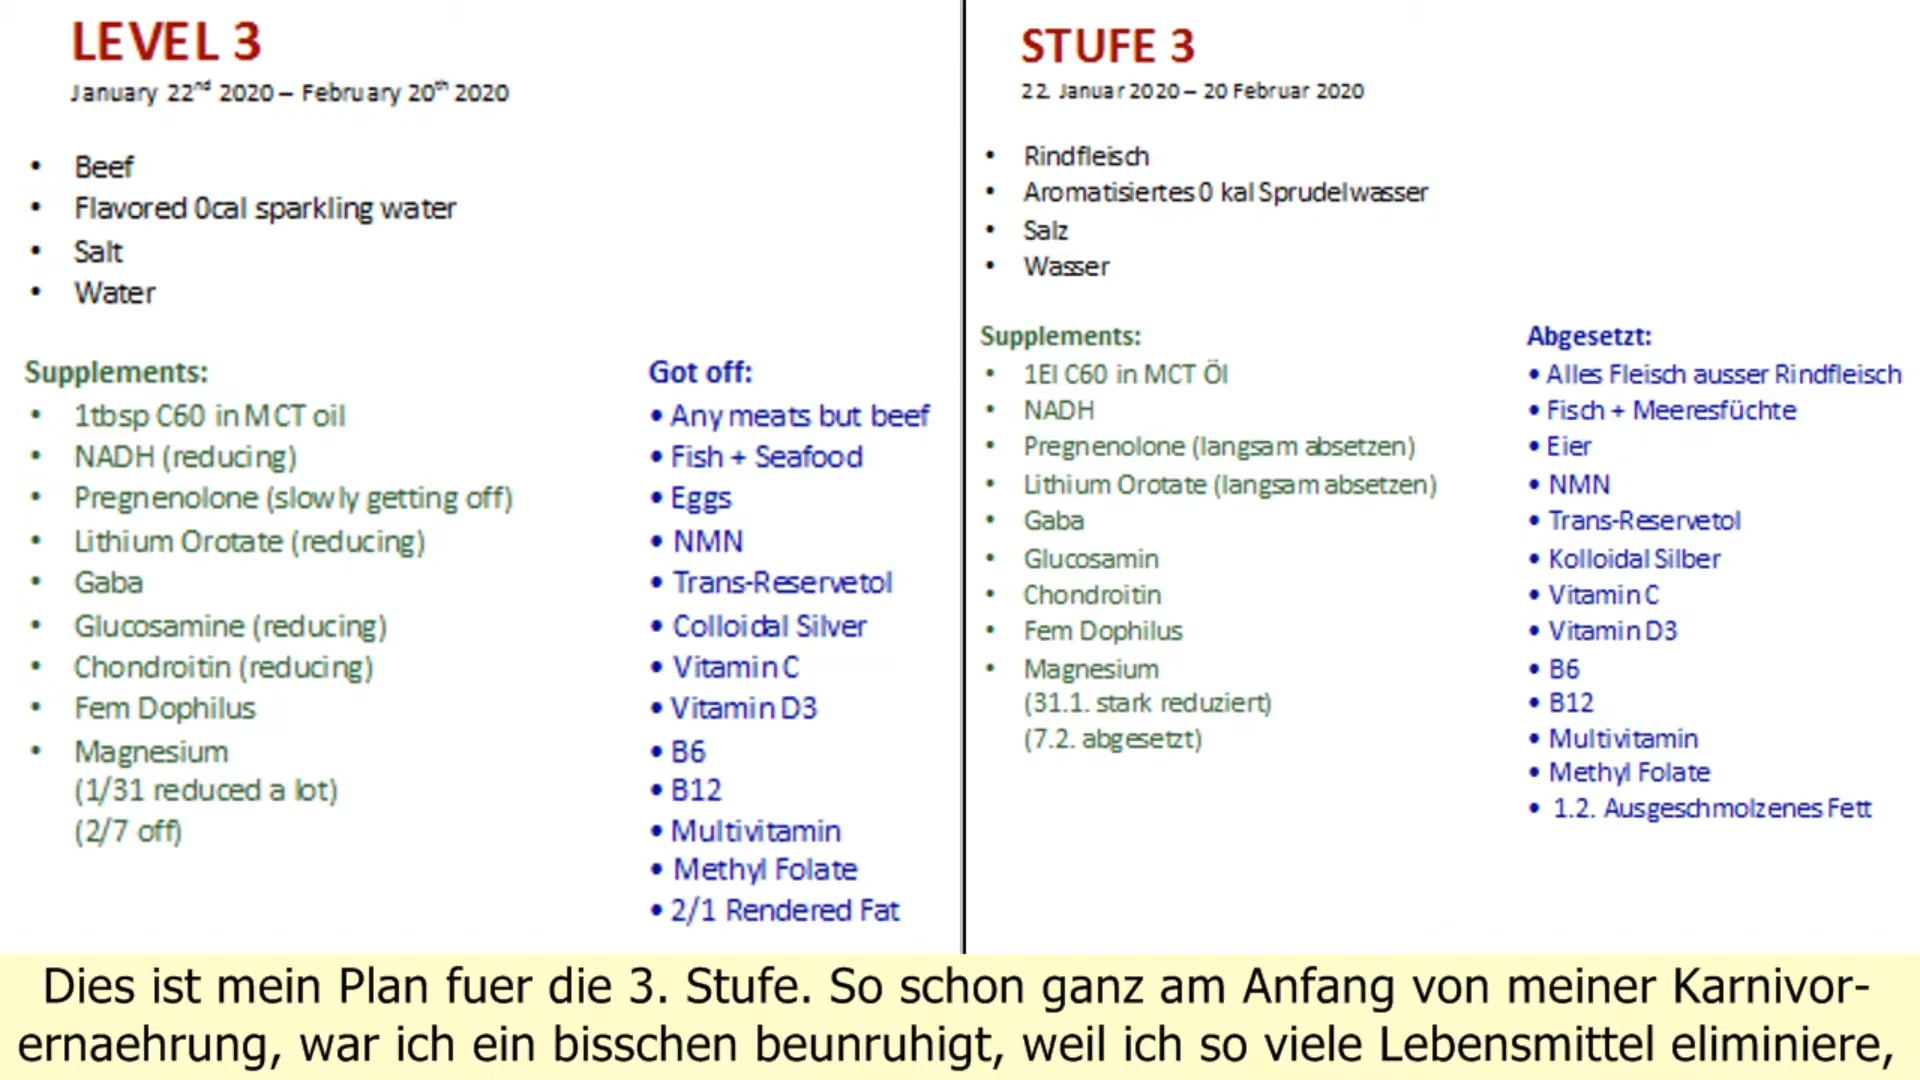 LEVEL 3
January 22nd 2020 – February 20th 2020
• Beef
• Flavored 0cal sparkling water
• Salt
• Water
Supplements:
• 1tbsp C60 in MCT oil
• NADH (reducing)
• Pregnenolone (slowly getting off)
• Lithium Orotate (reducing)
• Gaba
• Glucosamine (reducing)
• Chondroitin (reducing)
• Fem Dophilus
• Magnesium
(1/31 reduced a lot)
(2/7 off)
Got off:
• Any meats but beef
• Fish + Seafood
• Eggs
• NMN
• Trans-Reservetol
• Colloidal Silver
• Vitamin C
• Vitamin D3
• B6
• B12
• Multivitamin
• Methyl Folate
• 2/1 Rendered Fat
STUFE 3
22. Januar 2020 – 20 Februar 2020
• Rindfleisch
• Aromatisiertes 0 kal Sprudelwasser
• Salz
• Wasser
Supplements:
• 1El C60 in MCT Öl
• NADH
• Pregnenolone (langsam absetzen)
• Lithium Orotate (langsam absetzen)
• Gaba
• Glucosamin
• Chondroitin
• Fem Dophilus
• Magnesium
(31.1. stark reduziert)
(7.2. abgesetzt)
Abgesetzt:
• Alles Fleisch ausser Rindfleisch
• Fisch + Meeresfüchte
• Eier
• NMN
• Trans-Reservetol
• Kolloidal Silber
• Vitamin C
• Vitamin D3
• B6
• B12
• Multivitamin
• Methyl Folate
• 1.2. Ausgeschmolzenes Fett
Dies ist mein Plan fuer die 3. Stufe. So schon ganz am Anfang von meiner Karnivor-
ernaehrung, war ich ein bisschen beunruhigt, weil ich so viele Lebensmittel eliminiere,